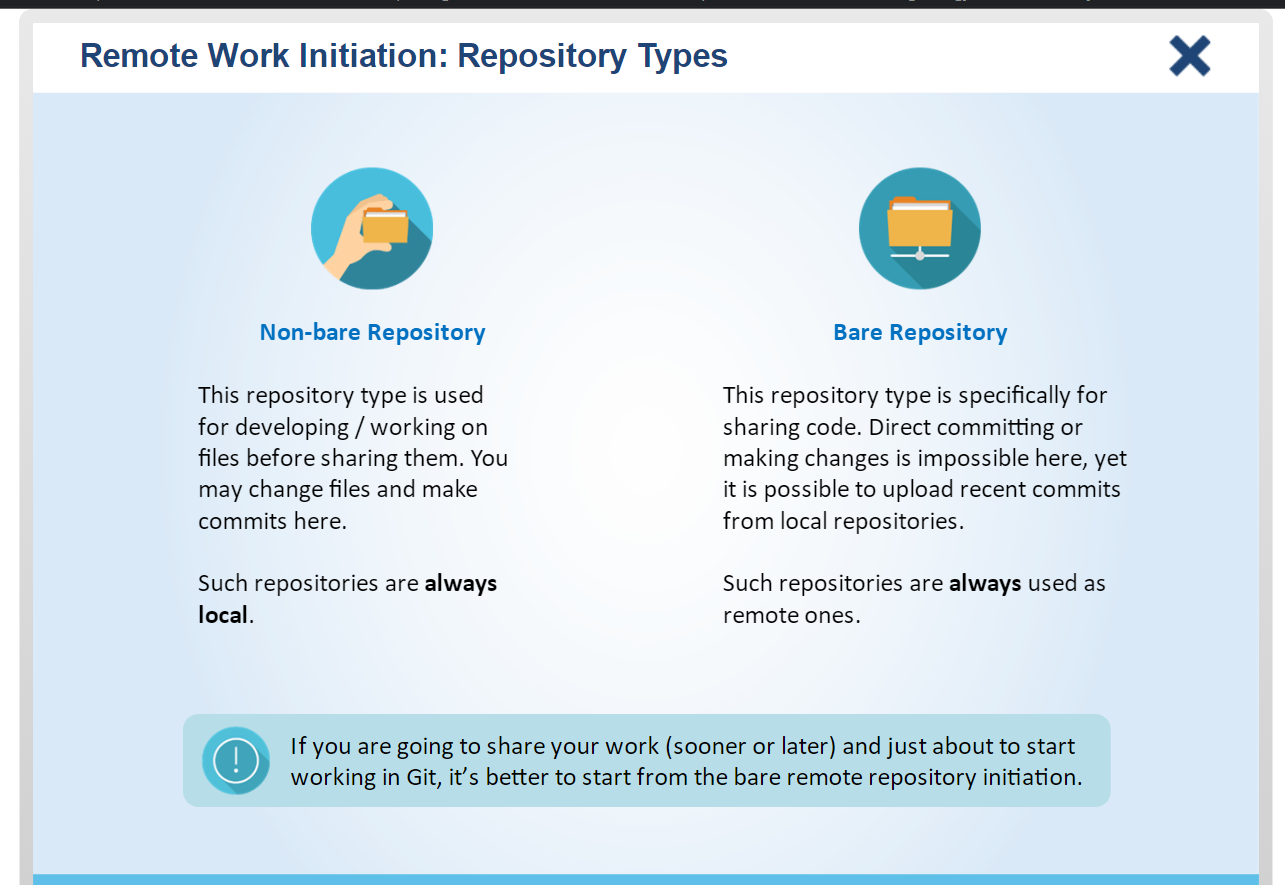 Remote Work Initiation: Repository Types
Non-bare Repository
This repository type is used
for developing / working on
files before sharing them. You
may change files and make
commits here.
Such repositories are always
local.
Bare Repository
This repository type is specifically for
sharing code. Direct committing or
making changes is impossible here, yet
it is possible to upload recent commits
from local repositories.
Such repositories are always used as
remote ones.
If you are going to share your work (sooner or later) and just about to start
working in Git, it’s better to start from the bare remote repository initiation.